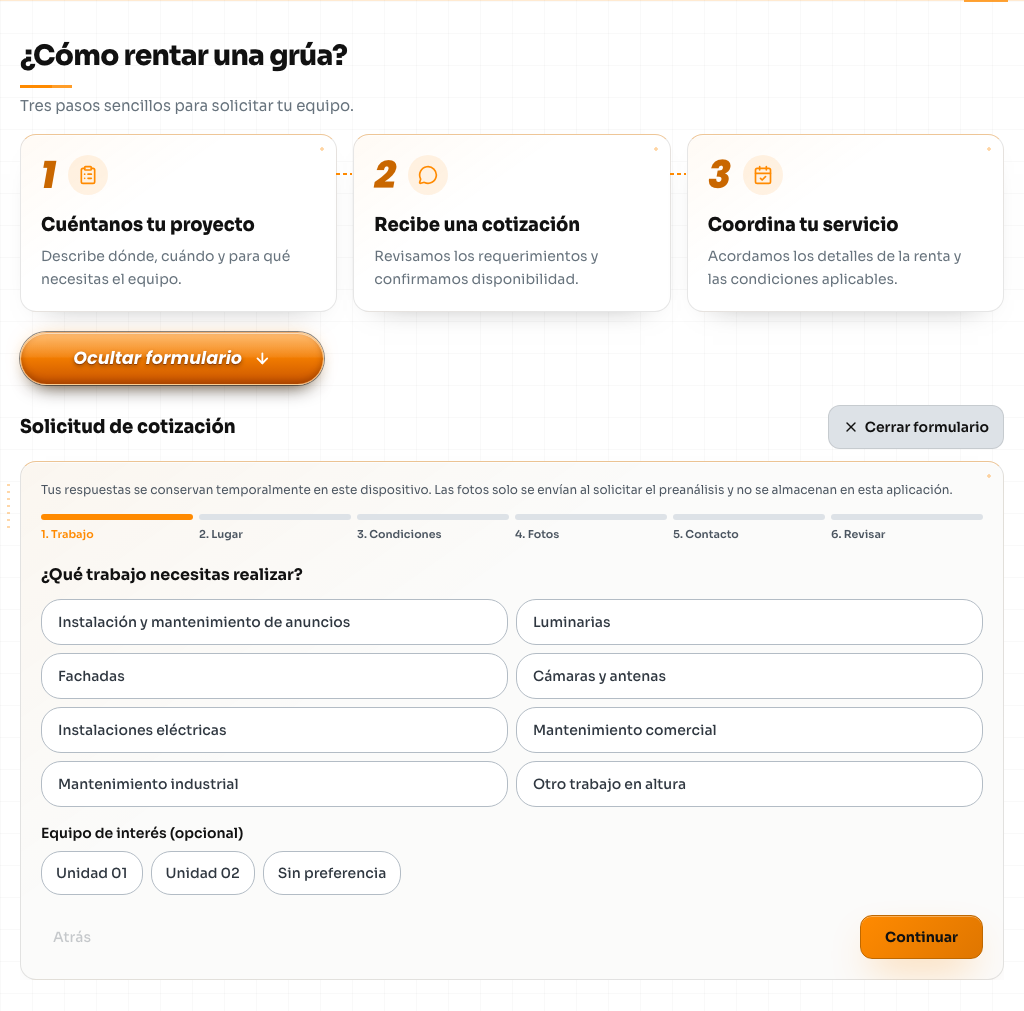 ¿Cómo rentar una grúa?
Tres pasos sencillos para solicitar tu equipo.
1
Cuéntanos tu proyecto
Describe dónde, cuándo y para qué
necesitas el equipo.
2
Recibe una cotización
Revisamos los requerimientos y
confirmamos disponibilidad.
3
Coordina tu servicio
Acordamos los detalles de la renta y
las condiciones aplicables.
Ocultar formulario ↓
Solicitud de cotización
✕ Cerrar formulario
Tus respuestas se conservan temporalmente en este dispositivo. Las fotos solo se envían al solicitar el preanálisis y no se almacenan en esta aplicación.
1. Trabajo
2. Lugar
3. Condiciones
4. Fotos
5. Contacto
6. Revisar
¿Qué trabajo necesitas realizar?
Instalación y mantenimiento de anuncios
Luminarias
Fachadas
Cámaras y antenas
Instalaciones eléctricas
Mantenimiento comercial
Mantenimiento industrial
Otro trabajo en altura
Equipo de interés (opcional)
Unidad 01
Unidad 02
Sin preferencia
Atrás
Continuar